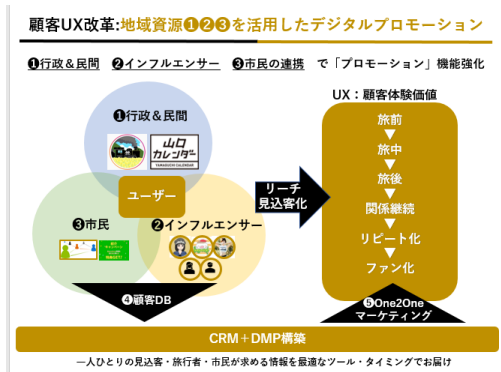 顧客UX改革:地域資源❶❷❸を活用したデジタルプロモーション
❶行政＆民間 ❷インフルエンサー ❸市民の連携 で「プロモーション」機能強化
UX：顧客体験価値
❶行政＆民間
山口
カレンダー
YAMAGUCHI CALENDAR
ユーザー
❸市民
❷インフルエンサー
リーチ
見込客化
旅前
旅中
旅後
関係継続
リピート化
ファン化
❹顧客DB
❺One2One
マーケティング
CRM＋DMP構築
一人ひとりの見込客・旅行者・市民が求める情報を最適なツール・タイミングでお届け